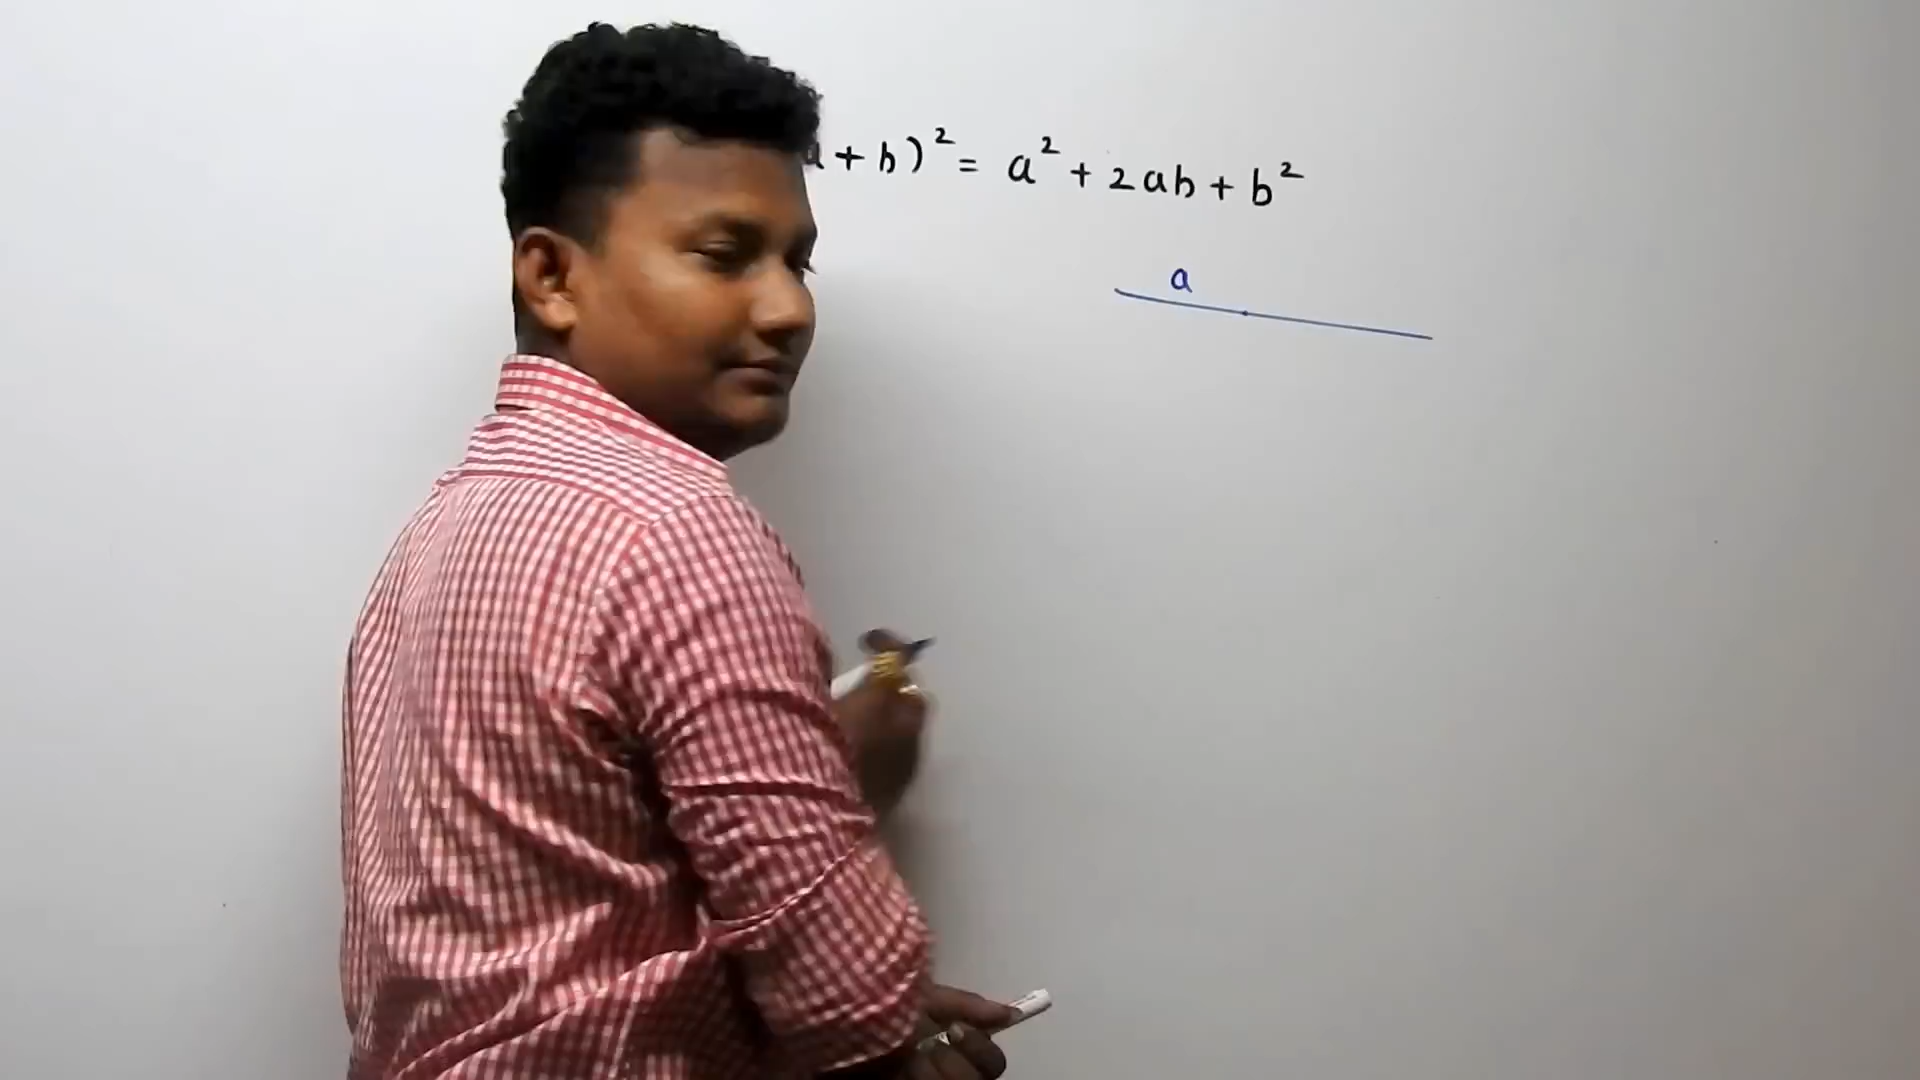 a + b)² = a² + 2ab + b²
a